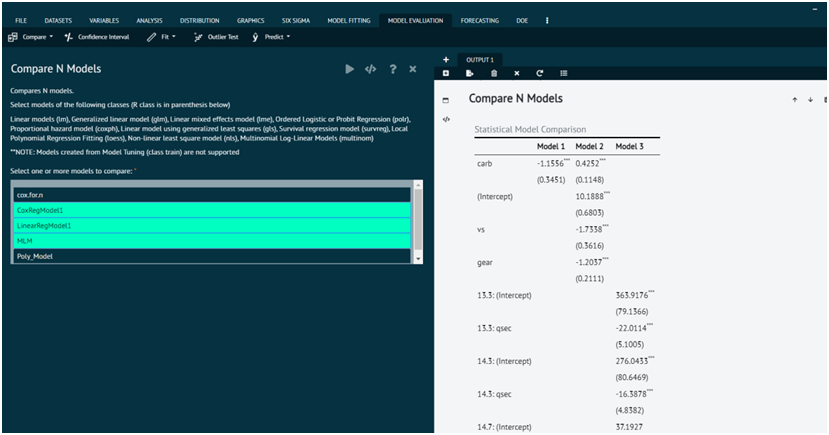 FILE DATASETS VARIABLES ANALYSIS DISTRIBUTION GRAPHICS SIX SIGMA MODEL FITTING MODEL EVALUATION FORECASTING DOE
Compare Confidence Interval Fit Outlier Test ŷ Predict
OUTPUT 1
Compare N Models
Compares N models.
Select models of the following classes (R class is in parenthesis below)
Linear models (lm), Generalized linear model (glm), Linear mixed effects model (lme), Ordered Logistic or Probit Regression (polr),
Proportional hazard model (coxph), Linear model using generalized least squares (gls), Survival regression model (survreg), Local
Polynomial Regression Fitting (loess), Non-linear least square model (nls), Multinomial Log-Linear Models (multinom)
**NOTE: Models created from Model Tuning (class train) are not supported
Select one or more models to compare: *
cox.for.n
CoxRegModel1
LinearRegModel1
MLM
Poly_Model
Compare N Models
Statistical Model Comparison
Model 1 Model 2 Model 3
carb -1.1556*** 0.4252***
(0.3451) (0.1148)
(Intercept) 10.1888***
(0.6803)
vs -1.7338***
(0.3616)
gear -1.2037***
(0.2111)
13.3: (Intercept) 363.9176***
(79.1366)
13.3: qsec -22.0114***
(5.1005)
14.3: (Intercept) 276.0433***
(80.6469)
14.3: qsec -16.3878***
(4.8382)
14.7: (Intercept) 37.1927